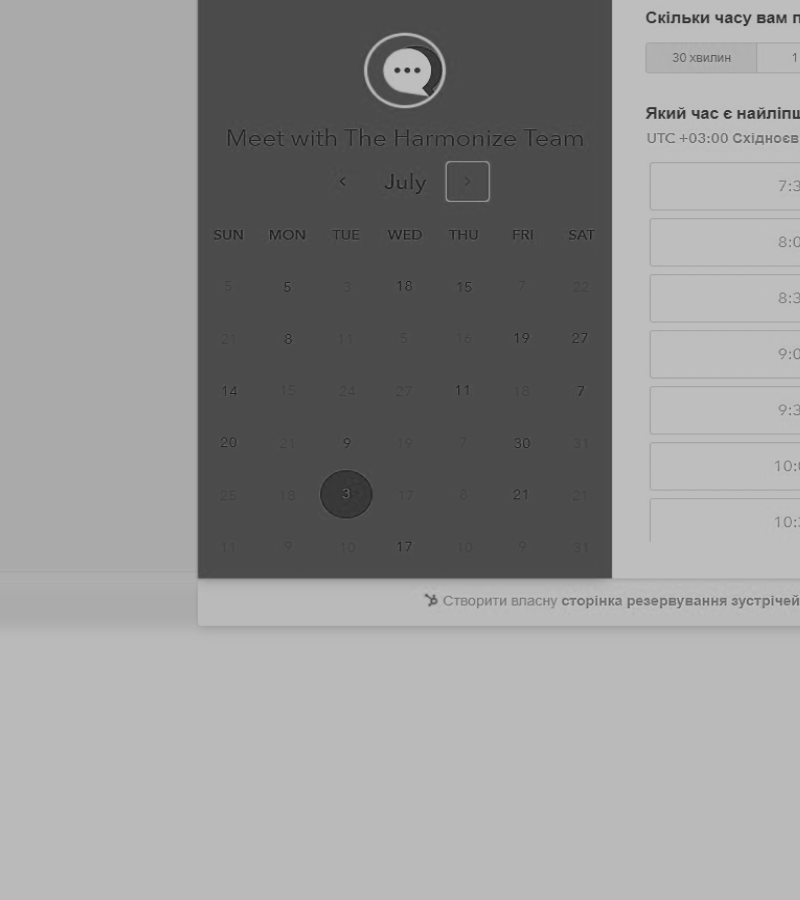 Meet with The Harmonize Team
July
SUN MON TUE WED THU FRI SAT
5 5 3 18 15 7 22
21 8 11 5 16 19 27
14 15 24 27 11 18 7
20 21 9 19 7 30 31
25 18 3 17 8 21 21
11 9 10 17 10 9 31
Скільки часу вам п
30 хвилин 1
Який час є найліпш
UTC +03:00 Східноєв
7:3
8:0
8:3
9:0
9:3
10:0
10:3
Створити власну сторінка резервування зустрічей